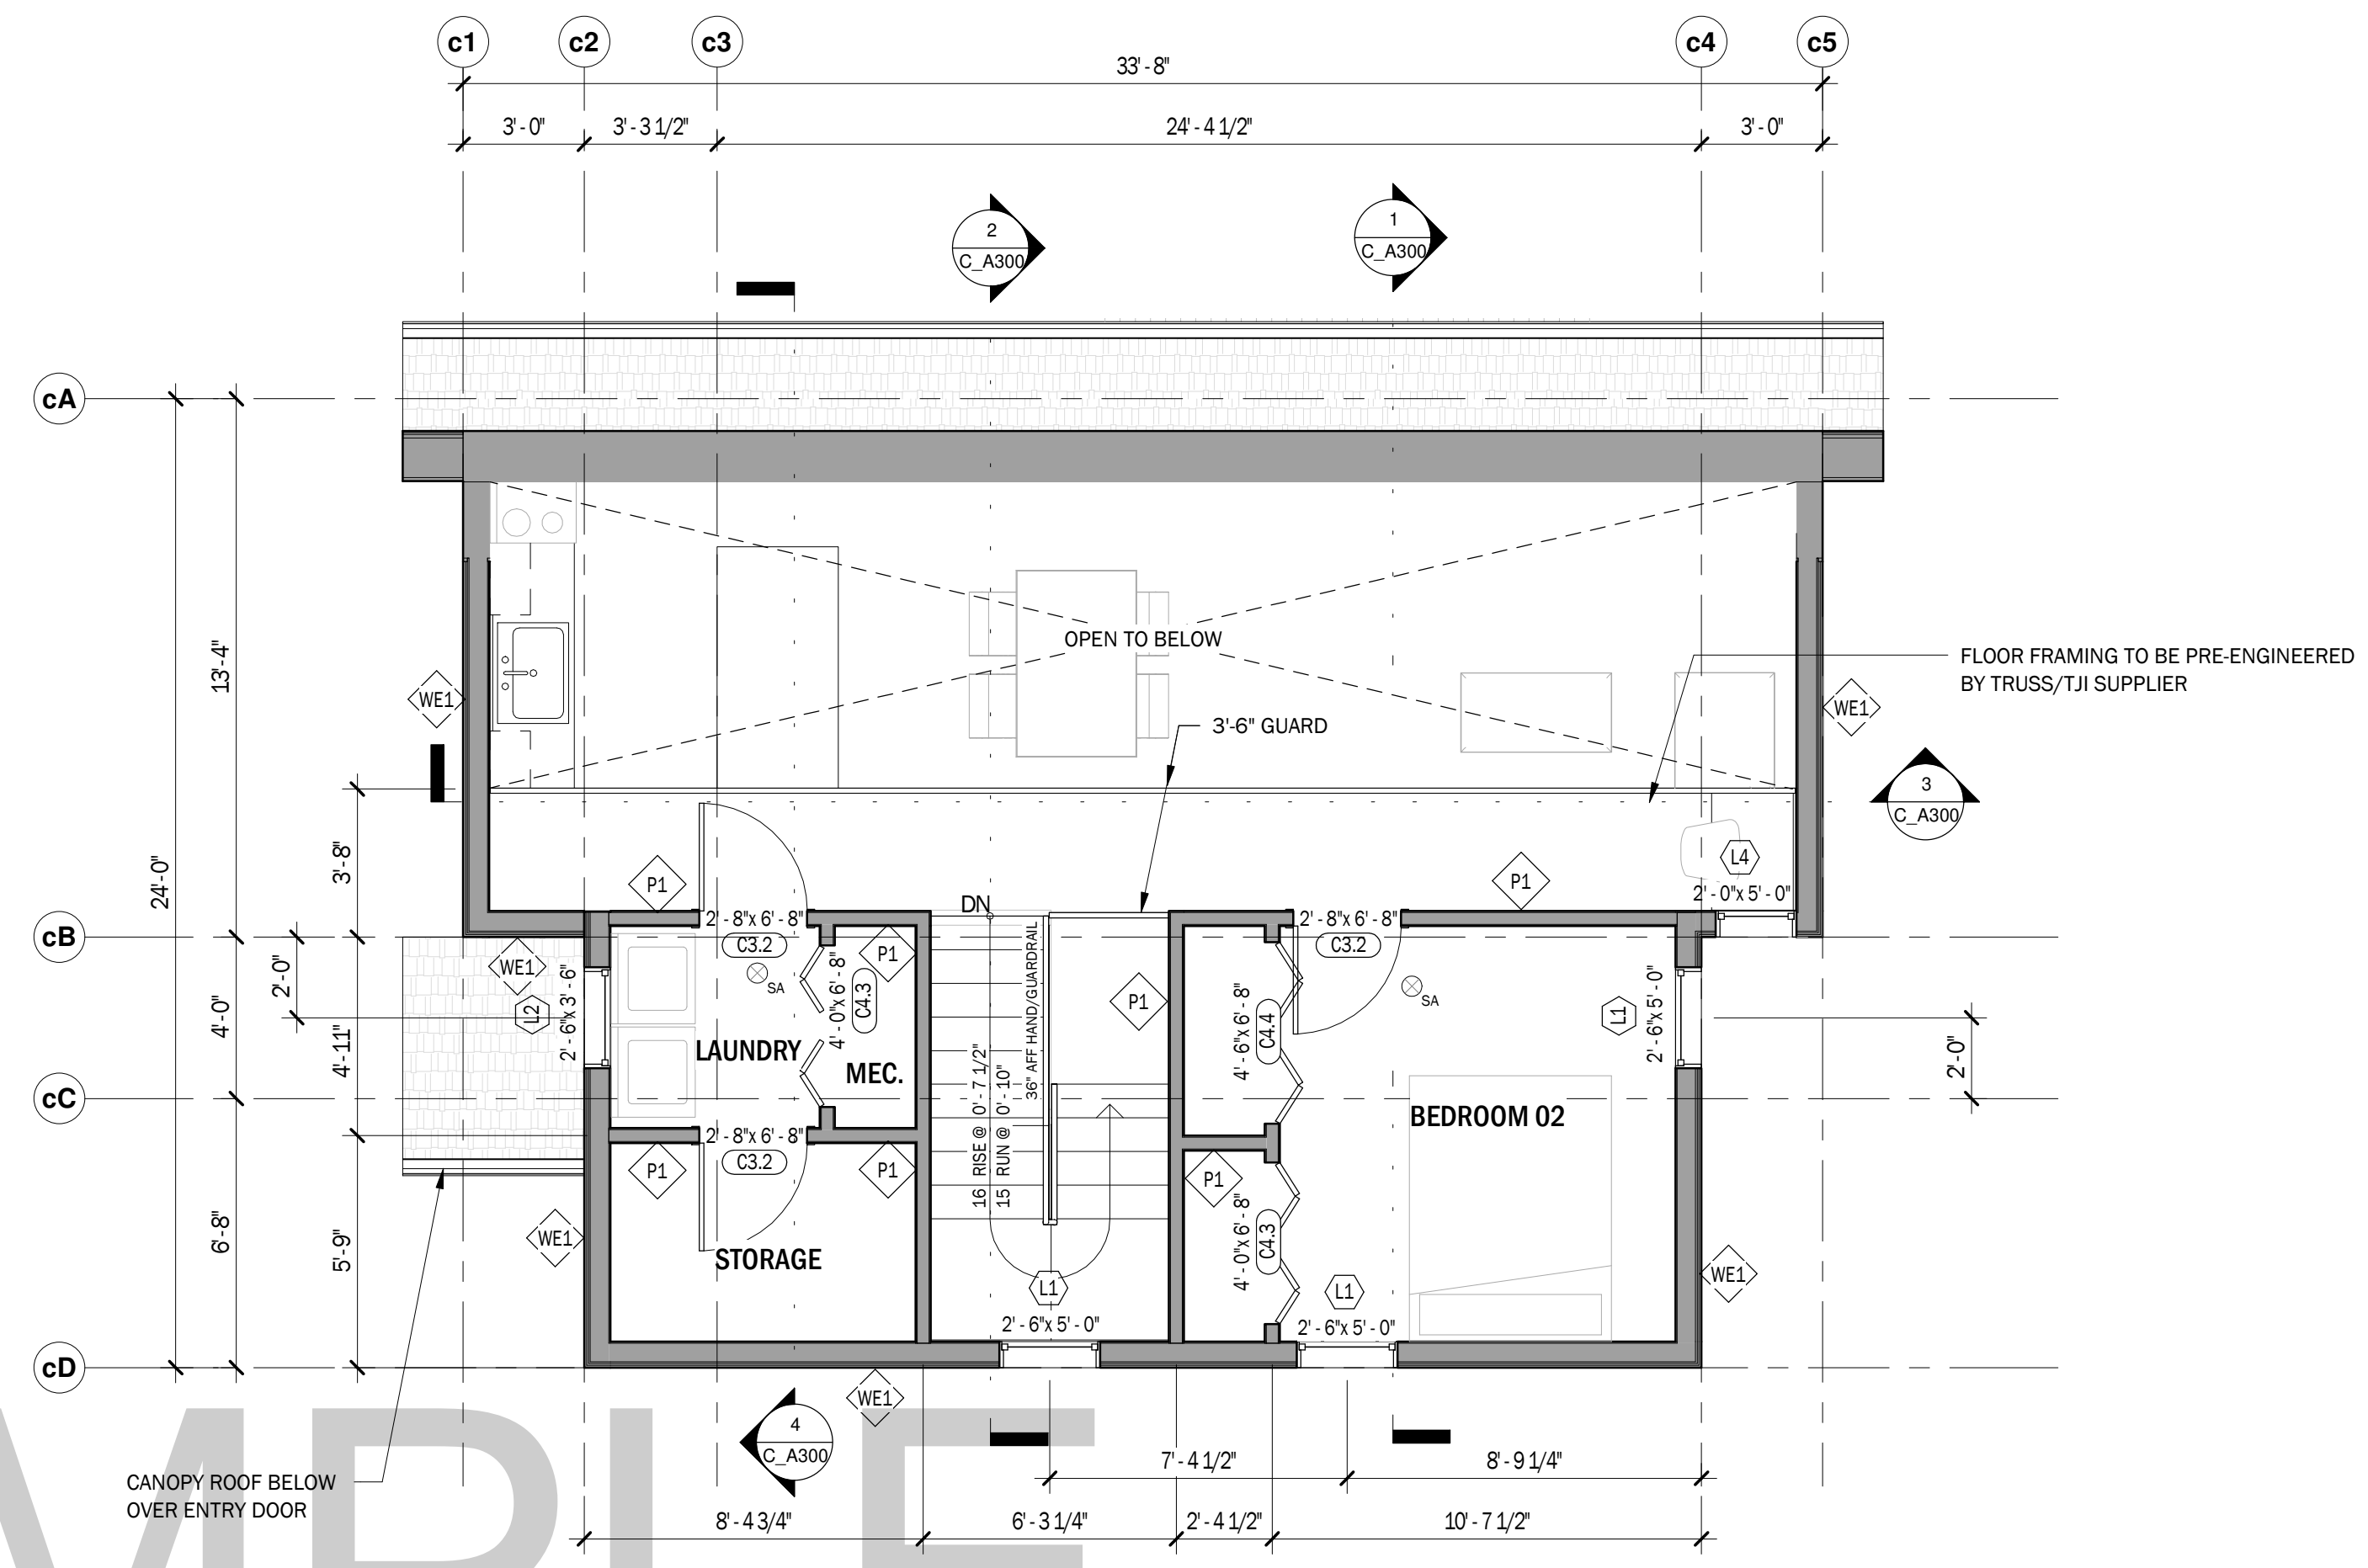 c1 c2 c3 c4 c5
33'-8"
3'-0" 3'-3 1/2" 24'-4 1/2" 3'-0"
2
C_A300
1
C_A300
cA
13'-4"
24'-0"
OPEN TO BELOW
FLOOR FRAMING TO BE PRE-ENGINEERED
BY TRUSS/TJI SUPPLIER
WE1
WE1
3'-6" GUARD
3
C_A300
3'-8"
P1
P1
L4
2'-0"x 5'-0"
DN
2'-8"x 6'-8"
C3.2
2'-8"x 6'-8"
C3.2
cB
2'-0"
4'-0"
4'-11"
WE1
L2
2'-6"x 3'-6"
SA
P1
4'-0"x 6'-8"
C4.3
36" AFF HAND/GUARDRAIL
P1
4'-6"x 6'-8"
C4.4
SA
L1
2'-6"x 5'-0"
2'-0"
LAUNDRY
MEC.
cC
BEDROOM 02
2'-8"x 6'-8"
C3.2
P1
P1
16 RISE @ 0'-7 1/2"
15 RUN @ 0'-10"
P1
4'-0"x 6'-8"
C4.3
6'-8"
5'-9"
WE1
STORAGE
WE1
L1
2'-6"x 5'-0"
L1
2'-6"x 5'-0"
cD
WE1
4
C_A300
7'-4 1/2" 8'-9 1/4"
CANOPY ROOF BELOW
OVER ENTRY DOOR
8'-4 3/4" 6'-3 1/4" 2'-4 1/2" 10'-7 1/2"
MPLE